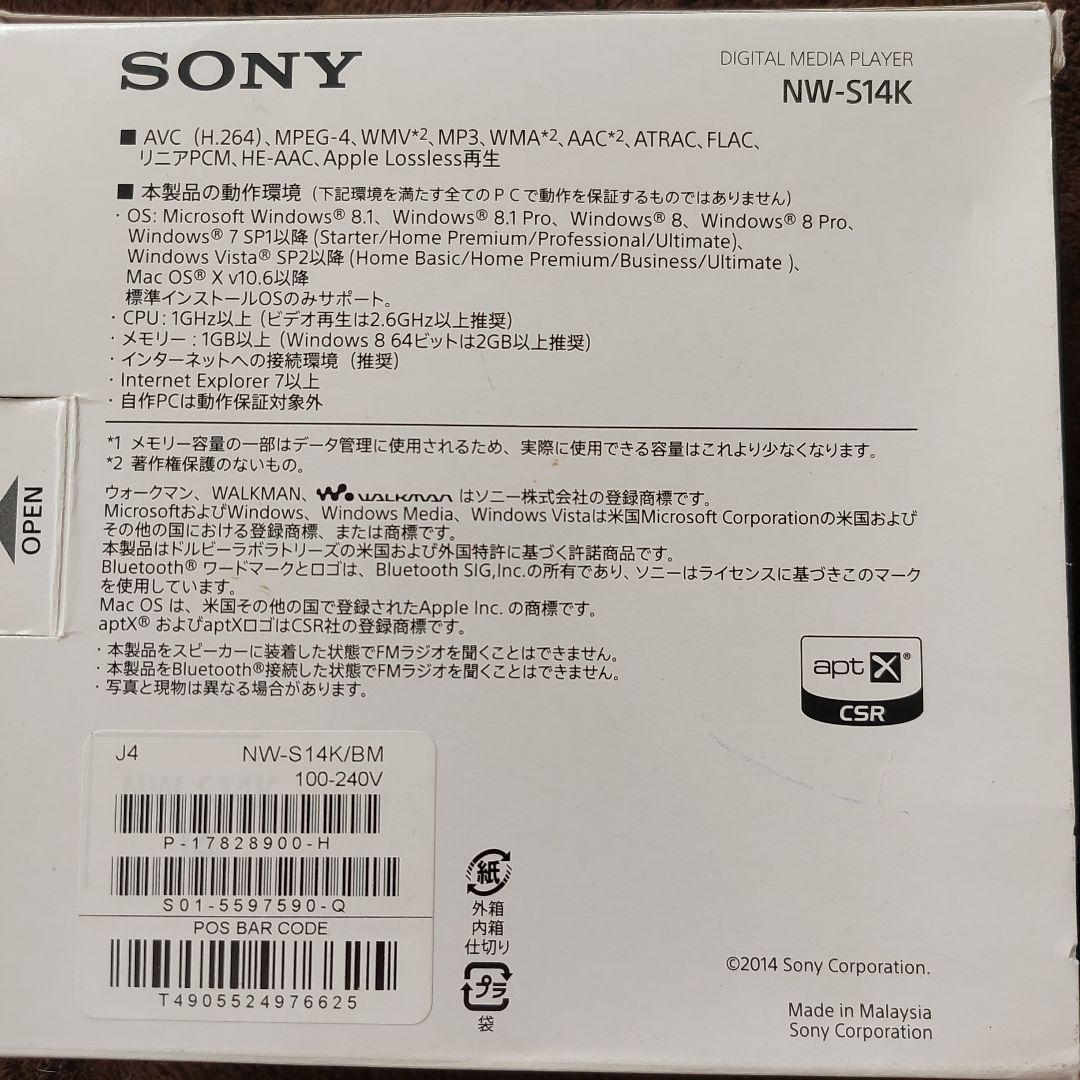 SONY
DIGITAL MEDIA PLAYER
NW-S14K
■ AVC (H.264)、MPEG-4、WMV*2、MP3、WMA*2、AAC*2、ATRAC、FLAC、
リニアPCM、HE-AAC、Apple Lossless再生
■ 本製品の動作環境 (下記環境を満たす全てのPCで動作を保証するものではありません)
・OS: Microsoft Windows® 8.1、Windows® 8.1 Pro、Windows® 8、Windows® 8 Pro、
Windows® 7 SP1以降 (Starter/Home Premium/Professional/Ultimate)、
Windows Vista® SP2以降 (Home Basic/Home Premium/Business/Ultimate )、
Mac OS® X v10.6以降
標準インストールOSのみサポート。
・CPU: 1GHz以上 (ビデオ再生は2.6GHz以上推奨)
・メモリー: 1GB以上 (Windows 8 64ビットは2GB以上推奨)
・インターネットへの接続環境 (推奨)
・Internet Explorer 7以上
・自作PCは動作保証対象外
*1 メモリー容量の一部はデータ管理に使用されるため、実際に使用できる容量はこれより少なくなります。
*2 著作権保護のないもの。
ウォークマン、WALKMAN、 WALKMAN はソニー株式会社の登録商標です。
MicrosoftおよびWindows、Windows Media、Windows Vistaは米国Microsoft Corporationの米国および
その他の国における登録商標、または商標です。
本製品はドルビーラボラトリーズの米国および外国特許に基づく許諾商品です。
Bluetooth® ワードマークとロゴは、Bluetooth SIG,Inc.の所有であり、ソニーはライセンスに基づきこのマーク
を使用しています。
Mac OS は、米国その他の国で登録されたApple Inc. の商標です。
aptX® およびaptXロゴはCSR社の登録商標です。
・本製品をスピーカーに装着した状態でFMラジオを聞くことはできません。
・本製品をBluetooth®接続した状態でFMラジオを聞くことはできません。
・写真と現物は異なる場合があります。
OPEN
aptX®
CSR
J4 NW-S14K/BM
100-240V
P-17828900-H
S01-5597590-Q
POS BAR CODE
T4905524976625
紙
外箱
内箱
仕切り
プラ
袋
©2014 Sony Corporation.
Made in Malaysia
Sony Corporation